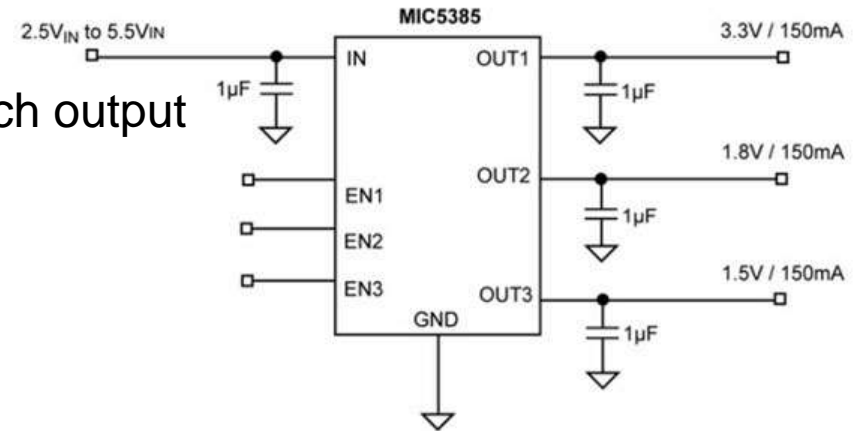 MIC5385
2.5VIN to 5.5VIN
3.3V / 150mA
IN
OUT1
1µF
1µF
ch output
1.8V / 150mA
OUT2
EN1
1µF
EN2
1.5V / 150mA
EN3
OUT3
GND
1µF